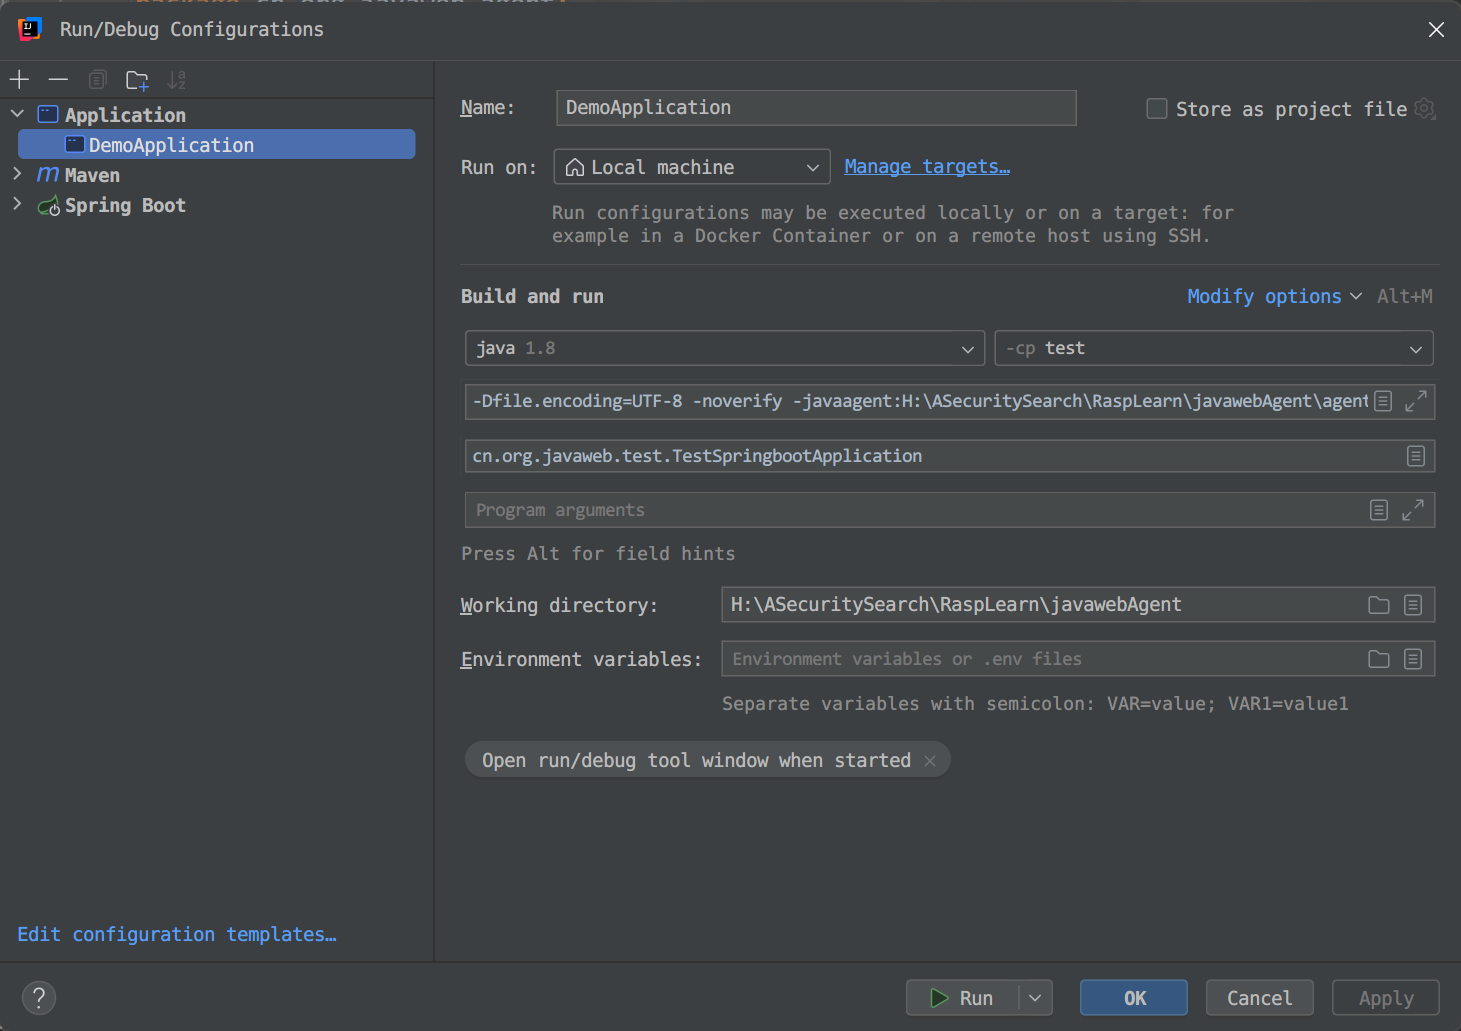 Run/Debug Configurations
Application
DemoApplication
Maven
Spring Boot
Edit configuration templates…
Name: DemoApplication Store as project file
Run on: Local machine Manage targets…
Run configurations may be executed locally or on a target: for
example in a Docker Container or on a remote host using SSH.
Build and run Modify options Alt+M
java 1.8 -cp test
-Dfile.encoding=UTF-8 -noverify -javaagent:H:\ASecuritySearch\RaspLearn\javawebAgent\agent
cn.org.javaweb.test.TestSpringbootApplication
Program arguments
Press Alt for field hints
Working directory: H:\ASecuritySearch\RaspLearn\javawebAgent
Environment variables: Environment variables or .env files
Separate variables with semicolon: VAR=value; VAR1=value1
Open run/debug tool window when started
? Run OK Cancel Apply